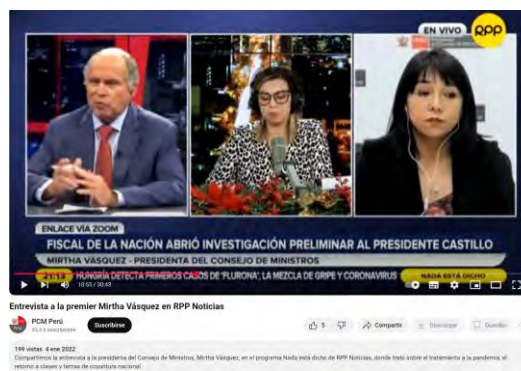 EN VIVO
RPP
ENLACE VÍA ZOOM
FISCAL DE LA NACIÓN ABRIÓ INVESTIGACIÓN PRELIMINAR AL PRESIDENTE CASTILLO
MIRTHA VÁSQUEZ - PRESIDENTA DEL CONSEJO DE MINISTROS
21:13 HUNGRÍA DETECTA PRIMEROS CASOS DE 'FLURONA', LA MEZCLA DE GRIPE Y CORONAVIRUS NADA ESTÁ DICHO
10:55 / 30:43
Entrevista a la premier Mirtha Vásquez en RPP Noticias
PCM Perú
Suscribirse
5
Compartir
Descargar
Guardar
199 vistas 4 ene 2022
Compartimos la entrevista a la presidenta del Consejo de Ministros, Mirtha Vásquez, en el programa Nada está dicho de RPP Noticias, donde trató sobre el tratamiento a la pandemia, el
retorno a clases y temas de coyuntura nacional.